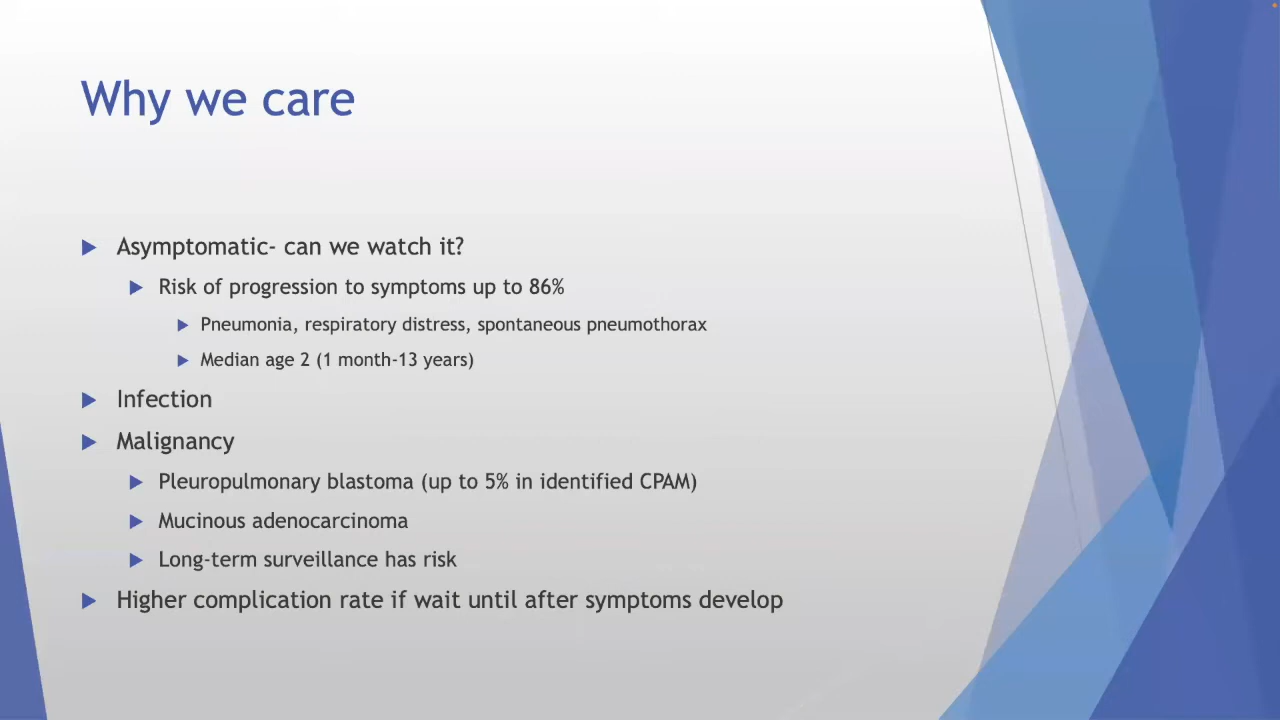 Why we care
Asymptomatic- can we watch it?
Risk of progression to symptoms up to 86%
Pneumonia, respiratory distress, spontaneous pneumothorax
Median age 2 (1 month-13 years)
Infection
Malignancy
Pleuropulmonary blastoma (up to 5% in identified CPAM)
Mucinous adenocarcinoma
Long-term surveillance has risk
Higher complication rate if wait until after symptoms develop